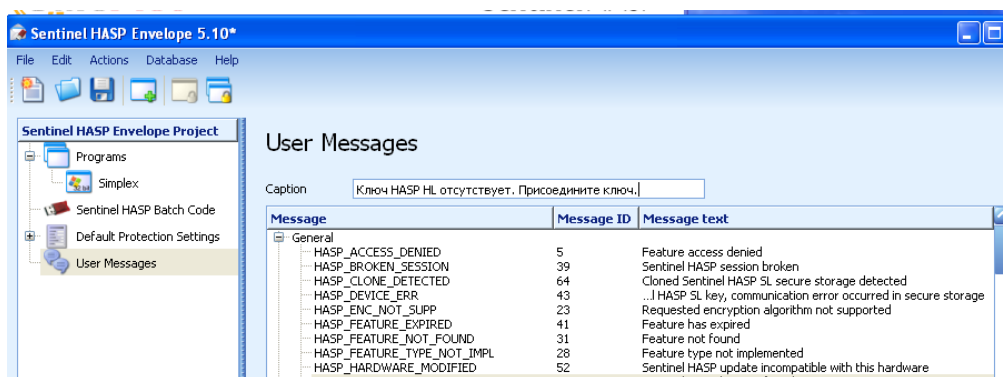 Sentinel HASP Envelope 5.10*
File Edit Actions Database Help
Sentinel HASP Envelope Project
Programs
Simplex
Sentinel HASP Batch Code
Default Protection Settings
User Messages
User Messages
Caption Ключ HASP HL отсутствует. Присоедините ключ.
Message Message ID Message text
General
HASP_ACCESS_DENIED 5 Feature access denied
HASP_BROKEN_SESSION 39 Sentinel HASP session broken
HASP_CLONE_DETECTED 64 Cloned Sentinel HASP SL secure storage detected
HASP_DEVICE_ERR 43 ...l HASP SL key, communication error occurred in secure storage
HASP_ENC_NOT_SUPP 23 Requested encryption algorithm not supported
HASP_FEATURE_EXPIRED 41 Feature has expired
HASP_FEATURE_NOT_FOUND 31 Feature not found
HASP_FEATURE_TYPE_NOT_IMPL 28 Feature type not implemented
HASP_HARDWARE_MODIFIED 52 Sentinel HASP update incompatible with this hardware